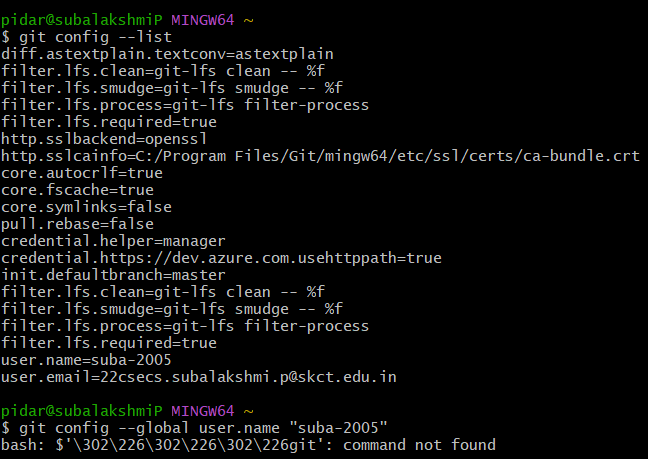 pidar@subalakshmiP MINGW64 ~
$ git config --list
diff.astextplain.textconv=astextplain
filter.lfs.clean=git-lfs clean -- %f
filter.lfs.smudge=git-lfs smudge -- %f
filter.lfs.process=git-lfs filter-process
filter.lfs.required=true
http.sslbackend=openssl
http.sslcainfo=C:/Program Files/Git/mingw64/etc/ssl/certs/ca-bundle.crt
core.autocrlf=true
core.fscache=true
core.symlinks=false
pull.rebase=false
credential.helper=manager
credential.https://dev.azure.com.usehttppath=true
init.defaultbranch=master
filter.lfs.clean=git-lfs clean -- %f
filter.lfs.smudge=git-lfs smudge -- %f
filter.lfs.process=git-lfs filter-process
filter.lfs.required=true
user.name=suba-2005
user.email=22csecs.subalakshmi.p@skct.edu.in
pidar@subalakshmiP MINGW64 ~
$ git config --global user.name "suba-2005"
bash: $'\302\226\302\226\302\226git': command not found